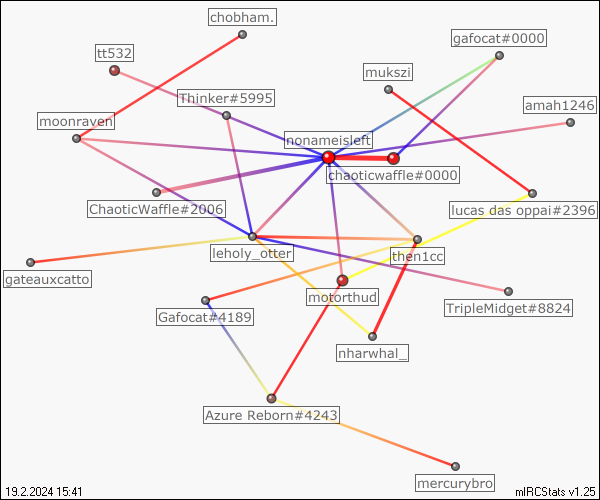 chobham.
gafocat#0000
tt532
mukszi
Thinker#5995
amah1246
moonraven
nonameisleft
chaoticwaffle#0000
ChaoticWaffle#2006
lucas das oppai#2396
leholy_otter
then1cc
gateauxcatto
motorthud
TripleMidget#8824
Gafocat#4189
nharwhal_
Azure Reborn#4243
mercurybro
19.2.2024 15:41
mIRCStats v1.25